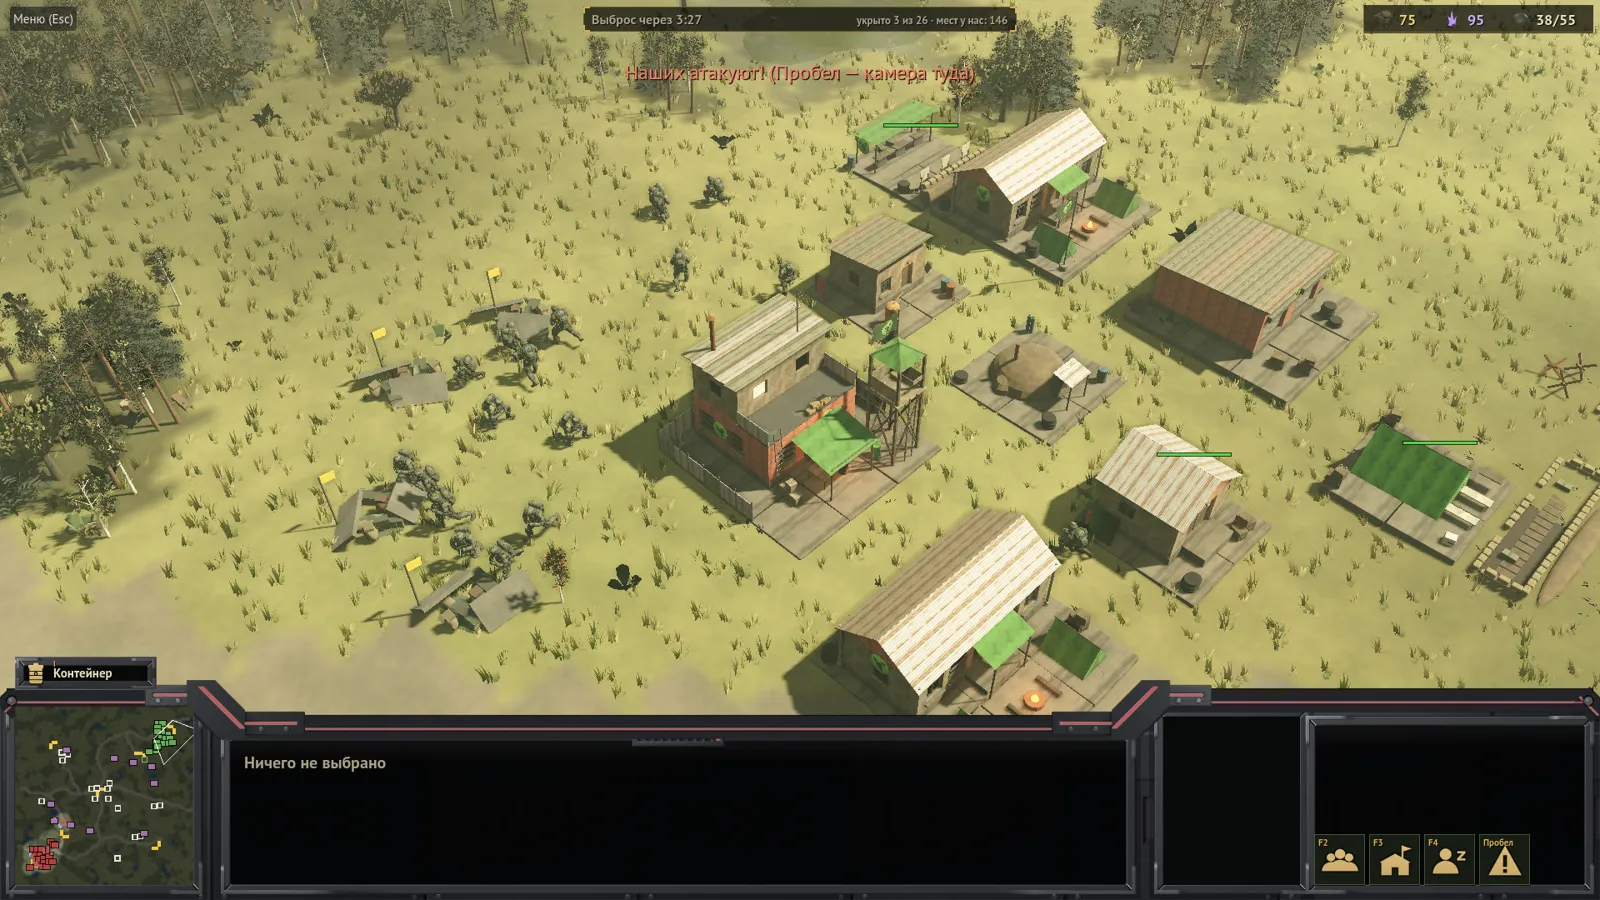 Меню (Esc)
Выброс через 3:27
укрыто 3 из 26 · мест у нас: 146
75
95
38/55
Наших атакуют! (Пробел — камера туда)
Контейнер
Ничего не выбрано
F2
F3
F4
Пробел
z